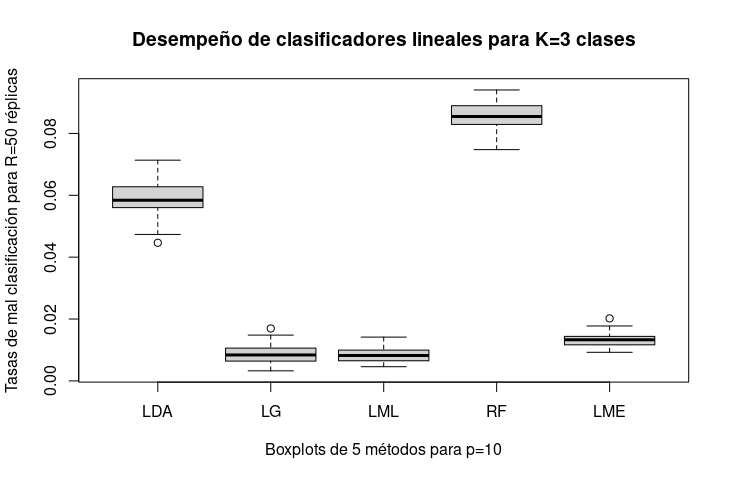 Desempeño de clasificadores lineales para K=3 clases
Tasas de mal clasificación para R=50 réplicas
0.08
0.06
0.04
0.02
0.00
LDA LG LML RF LME
Boxplots de 5 métodos para p=10